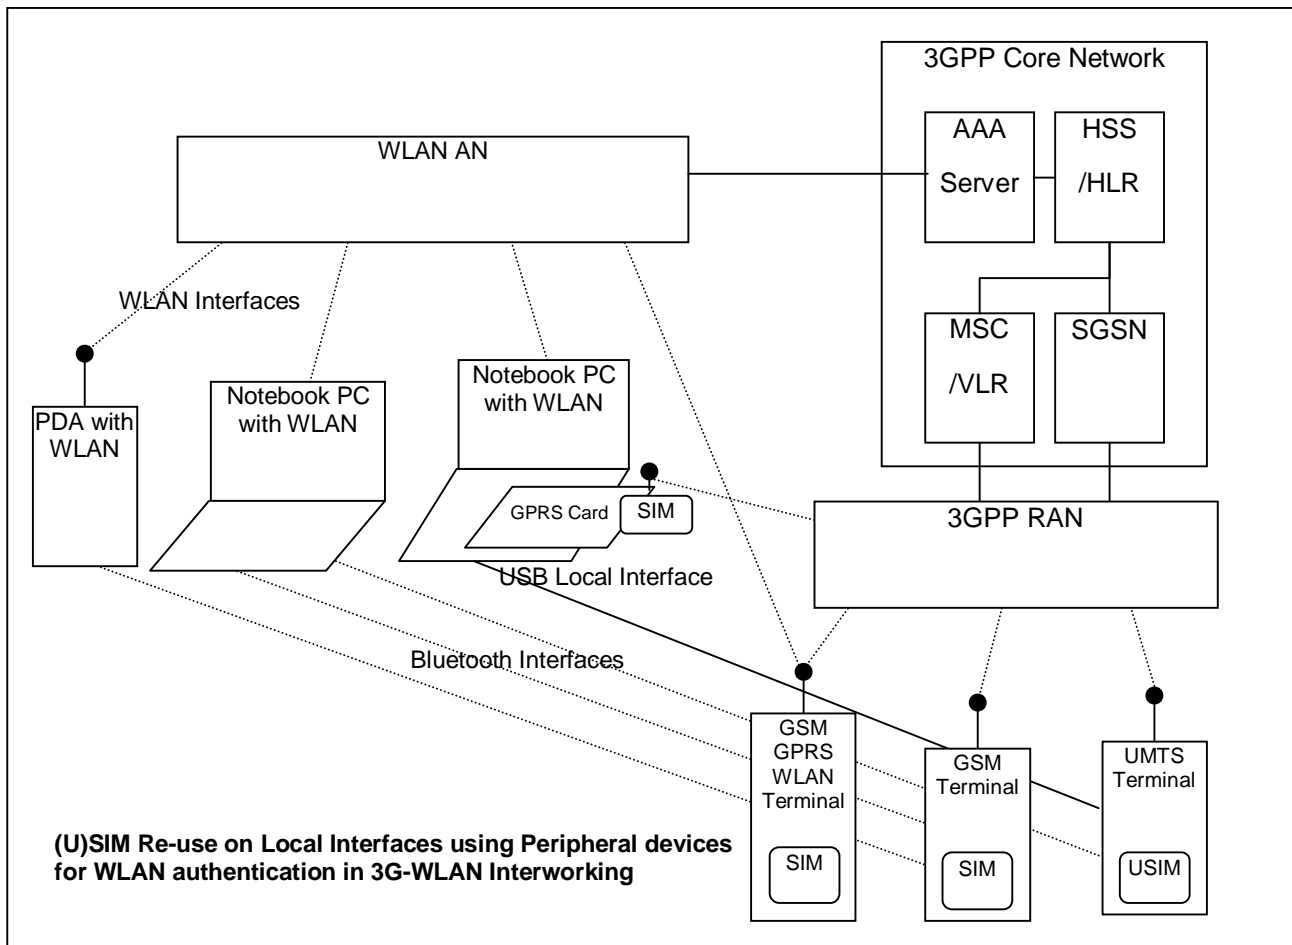 3GPP Core Network
AAA
Server
HSS
/HLR
WLAN AN
WLAN Interfaces
MSC
/VLR
SGSN
PDA with
WLAN
Notebook PC
with WLAN
Notebook PC
with WLAN
GPRS Card
SIM
3GPP RAN
USB Local Interface
Bluetooth Interfaces
GSM
GPRS
WLAN
Terminal
SIM
GSM
Terminal
SIM
UMTS
Terminal
USIM
(U)SIM Re-use on Local Interfaces using Peripheral devices
for WLAN authentication in 3G-WLAN Interworking